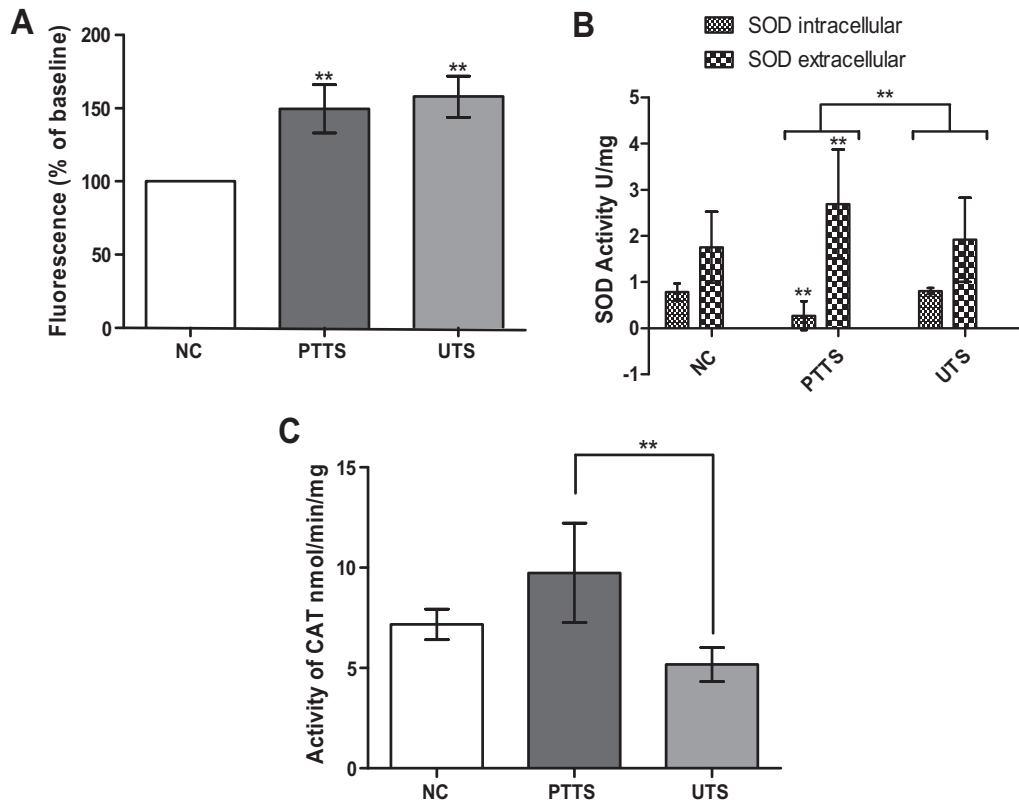 A
Fluorescence (% of baseline)
200
150
100
50
0
**
**
NC
PTTS
UTS
B
SOD intracellular
SOD extracellular
SOD Activity U/mg
5
4
3
2
1
0
-1
**
**
**
NC
PTTS
UTS
C
Activity of CAT nmol/min/mg
15
10
5
0
**
NC
PTTS
UTS